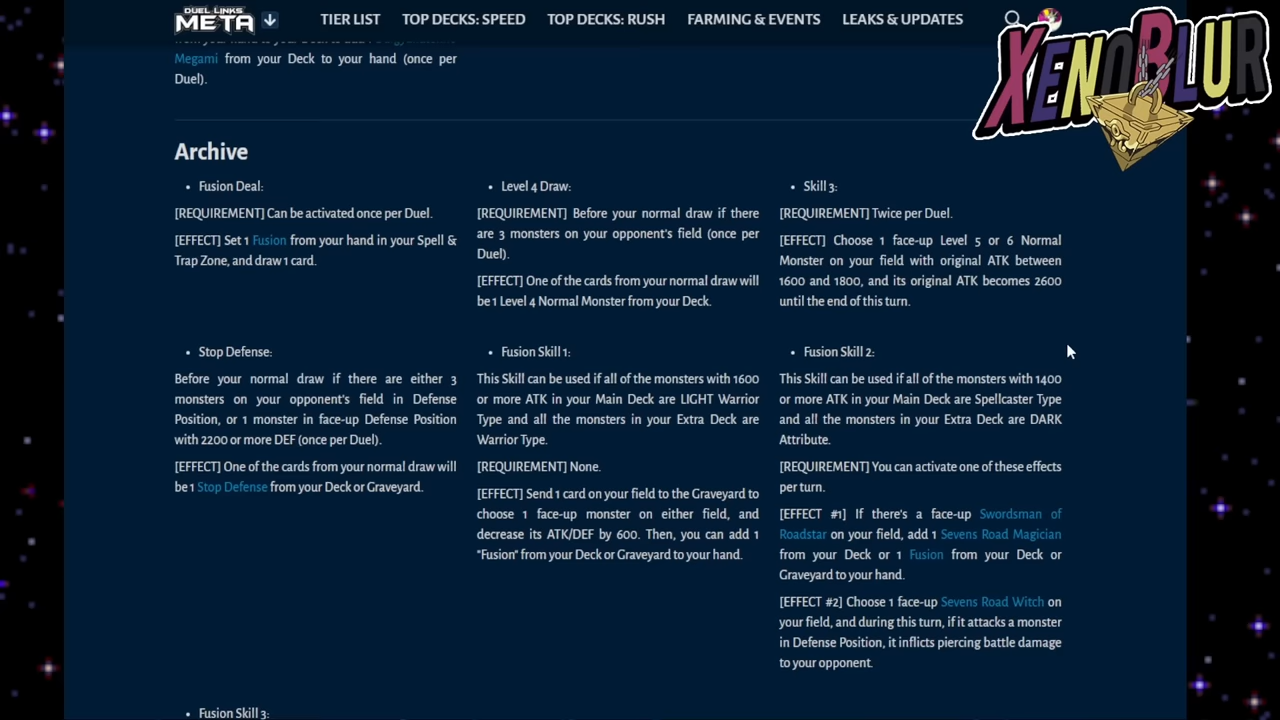 DUEL LINKS
META
TIER LIST TOP DECKS: SPEED TOP DECKS: RUSH FARMING & EVENTS LEAKS & UPDATES
XENOBLUR
Megami from your Deck to your hand (once per
Duel).
Archive
• Fusion Deal:
[REQUIREMENT] Can be activated once per Duel.
[EFFECT] Set 1 Fusion from your hand in your Spell &
Trap Zone, and draw 1 card.
• Level 4 Draw:
[REQUIREMENT] Before your normal draw if there
are 3 monsters on your opponent's field (once per
Duel).
[EFFECT] One of the cards from your normal draw will
be 1 Level 4 Normal Monster from your Deck.
• Skill 3:
[REQUIREMENT] Twice per Duel.
[EFFECT] Choose 1 face-up Level 5 or 6 Normal
Monster on your field with original ATK between
1600 and 1800, and its original ATK becomes 2600
until the end of this turn.
• Stop Defense:
Before your normal draw if there are either 3
monsters on your opponent's field in Defense
Position, or 1 monster in face-up Defense Position
with 2200 or more DEF (once per Duel).
[EFFECT] One of the cards from your normal draw will
be 1 Stop Defense from your Deck or Graveyard.
• Fusion Skill 1:
This Skill can be used if all of the monsters with 1600
or more ATK in your Main Deck are LIGHT Warrior
Type and all the monsters in your Extra Deck are
Warrior Type.
[REQUIREMENT] None.
[EFFECT] Send 1 card on your field to the Graveyard to
choose 1 face-up monster on either field, and
decrease its ATK/DEF by 600. Then, you can add 1
"Fusion" from your Deck or Graveyard to your hand.
• Fusion Skill 2:
This Skill can be used if all of the monsters with 1400
or more ATK in your Main Deck are Spellcaster Type
and all the monsters in your Extra Deck are DARK
Attribute.
[REQUIREMENT] You can activate one of these effects
per turn.
[EFFECT #1] If there's a face-up Swordsman of
Roadstar on your field, add 1 Sevens Road Magician
from your Deck or 1 Fusion from your Deck or
Graveyard to your hand.
[EFFECT #2] Choose 1 face-up Sevens Road Witch on
your field, and during this turn, if it attacks a monster
in Defense Position, it inflicts piercing battle damage
to your opponent.
• Fusion Skill 3: